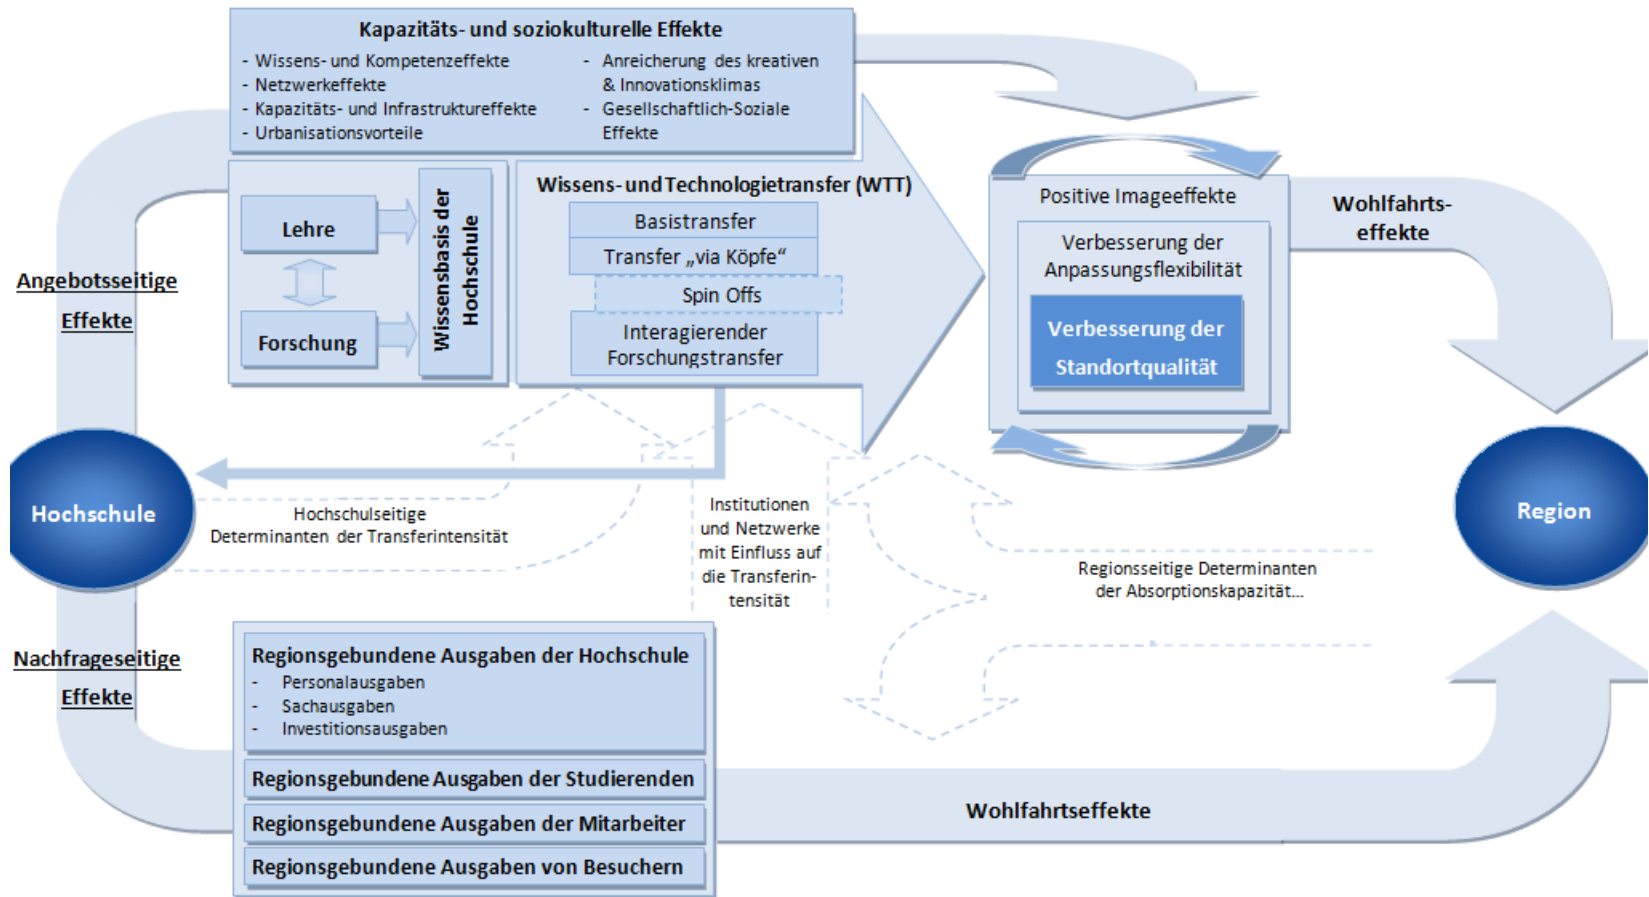 Kapazitäts- und soziokulturelle Effekte
- Wissens- und Kompetenzeffekte
- Netzwerkeffekte
- Kapazitäts- und Infrastruktureffekte
- Urbanisationsvorteile
- Anreicherung des kreativen
& Innovationsklimas
- Gesellschaftlich-Soziale
Effekte
Angebotsseitige
Effekte
Lehre
Forschung
Wissensbasis der
Hochschule
Wissens- und Technologietransfer (WTT)
Basistransfer
Transfer „via Köpfe“
Spin Offs
Interagierender
Forschungstransfer
Positive Imageeffekte
Verbesserung der
Anpassungsflexibilität
Verbesserung der
Standortqualität
Wohlfahrts-
effekte
Hochschule
Hochschulseitige
Determinanten der Transferintensität
Institutionen
und Netzwerke
mit Einfluss auf
die Transferin-
tensität
Regionsseitige Determinanten
der Absorptionskapazität...
Region
Nachfrageseitige
Effekte
Regionsgebundene Ausgaben der Hochschule
- Personalausgaben
- Sachausgaben
- Investitionsausgaben
Regionsgebundene Ausgaben der Studierenden
Regionsgebundene Ausgaben der Mitarbeiter
Regionsgebundene Ausgaben von Besuchern
Wohlfahrtseffekte